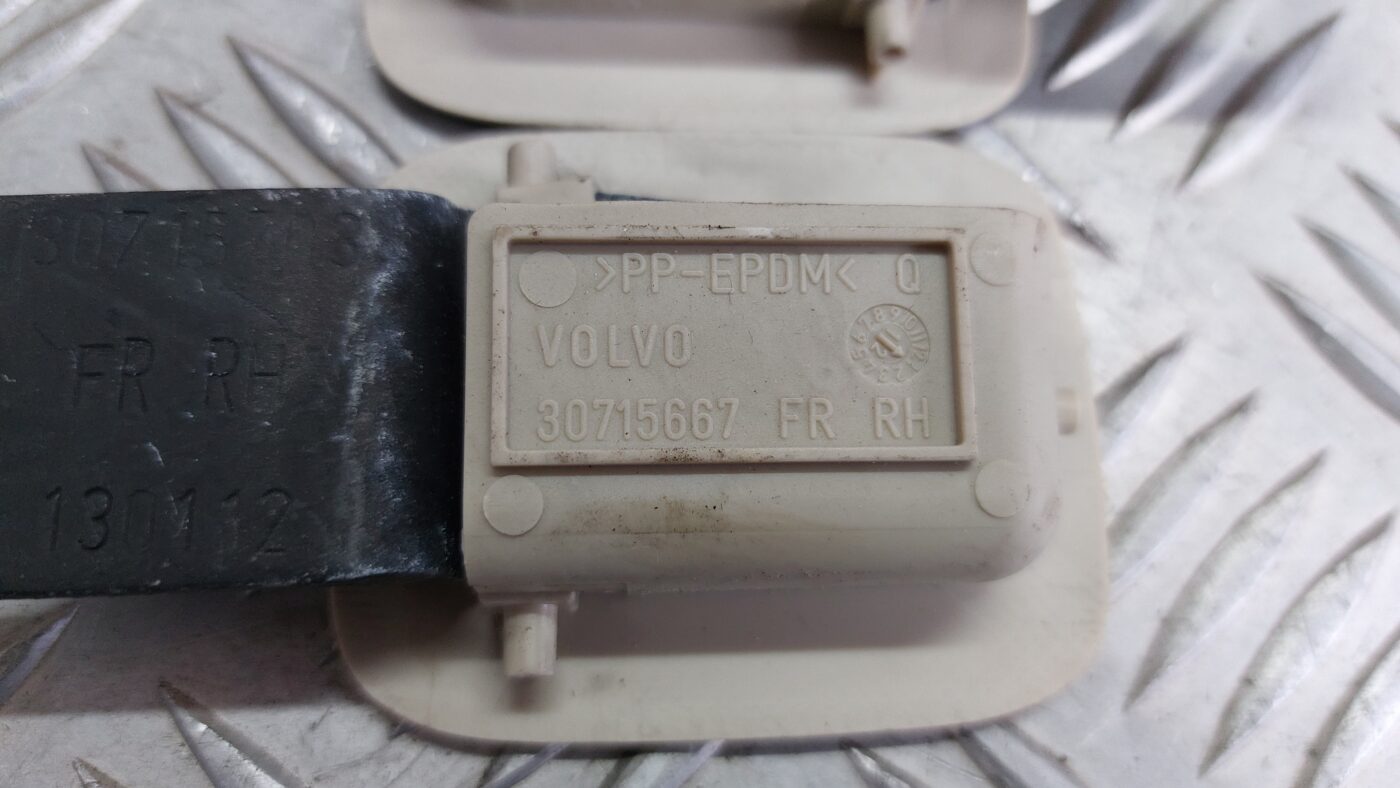 >PP-EPDM< Q
VOLVO
30715667 FR RH
FR RH
130112